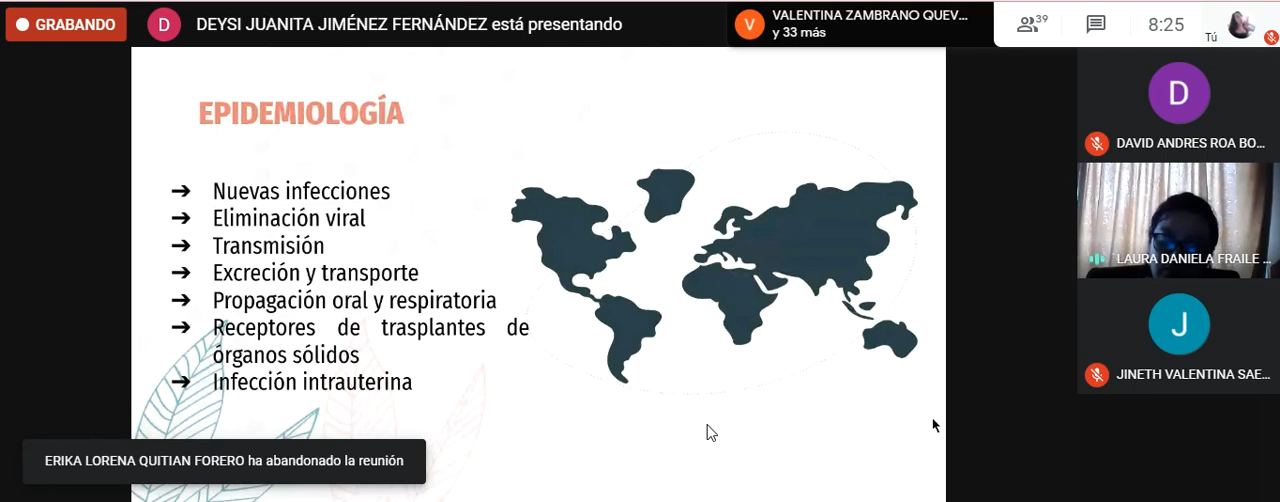 GRABANDO
D
DEYSI JUANITA JIMÉNEZ FERNÁNDEZ está presentando
V
VALENTINA ZAMBRANO QUEV...
y 33 más
39
8:25
Tú
EPIDEMIOLOGÍA
➔ Nuevas infecciones
➔ Eliminación viral
➔ Transmisión
➔ Excreción y transporte
➔ Propagación oral y respiratoria
➔ Receptores de trasplantes de
órganos sólidos
➔ Infección intrauterina
D
DAVID ANDRES ROA BO...
LAURA DANIELA FRAILE ...
J
JINETH VALENTINA SAE...
ERIKA LORENA QUITIAN FORERO ha abandonado la reunión